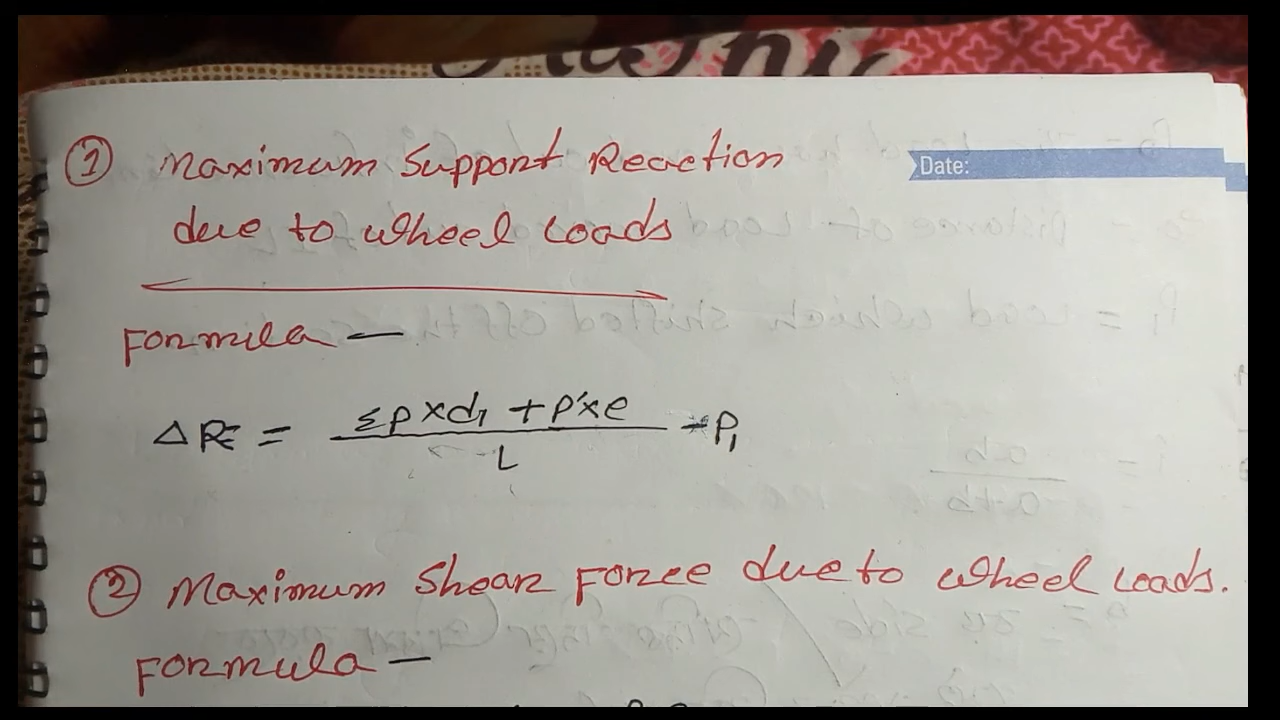 ① Maximum Support Reaction
Date:
due to wheel Loads
Formula —
ΔR = (Σp×d₁ + p'×e) / L - P₁
② Maximum Shear Force due to wheel Loads.
Formula —